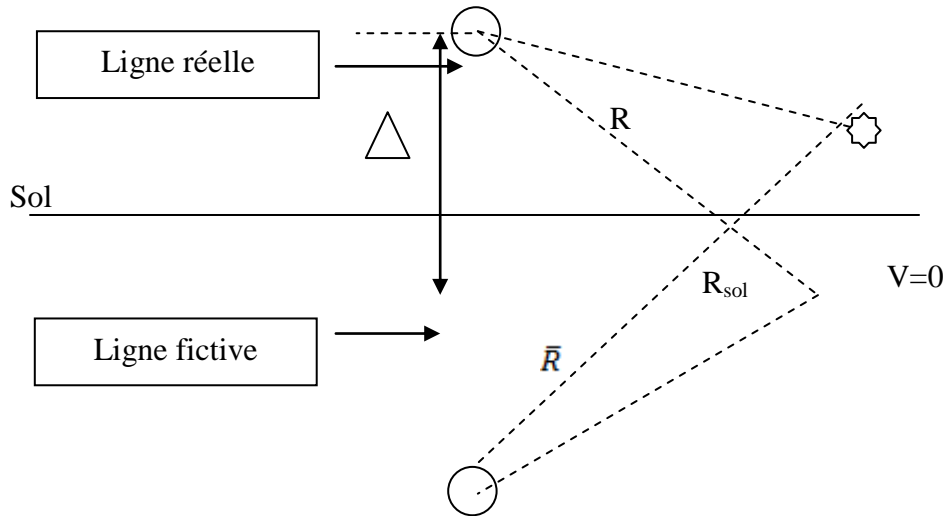 Ligne réelle
R
Sol
V=0
R_sol
Ligne fictive
R̄